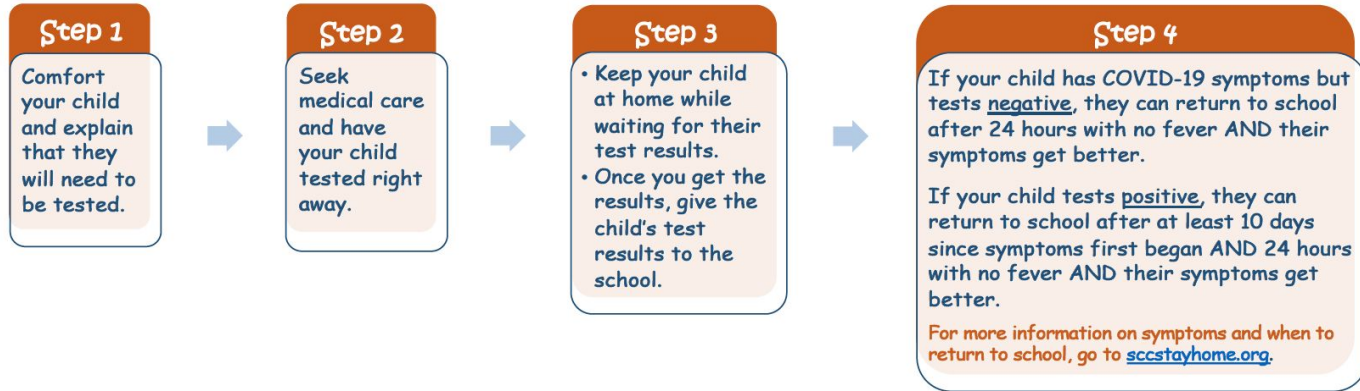 Step 1
Comfort
your child
and explain
that they
will need to
be tested.
Step 2
Seek
medical care
and have
your child
tested right
away.
Step 3
• Keep your child
at home while
waiting for their
test results.
• Once you get the
results, give the
child's test
results to the
school.
Step 4
If your child has COVID-19 symptoms but
tests negative, they can return to school
after 24 hours with no fever AND their
symptoms get better.
If your child tests positive, they can
return to school after at least 10 days
since symptoms first began AND 24 hours
with no fever AND their symptoms get
better.
For more information on symptoms and when to
return to school, go to sccstayhome.org.